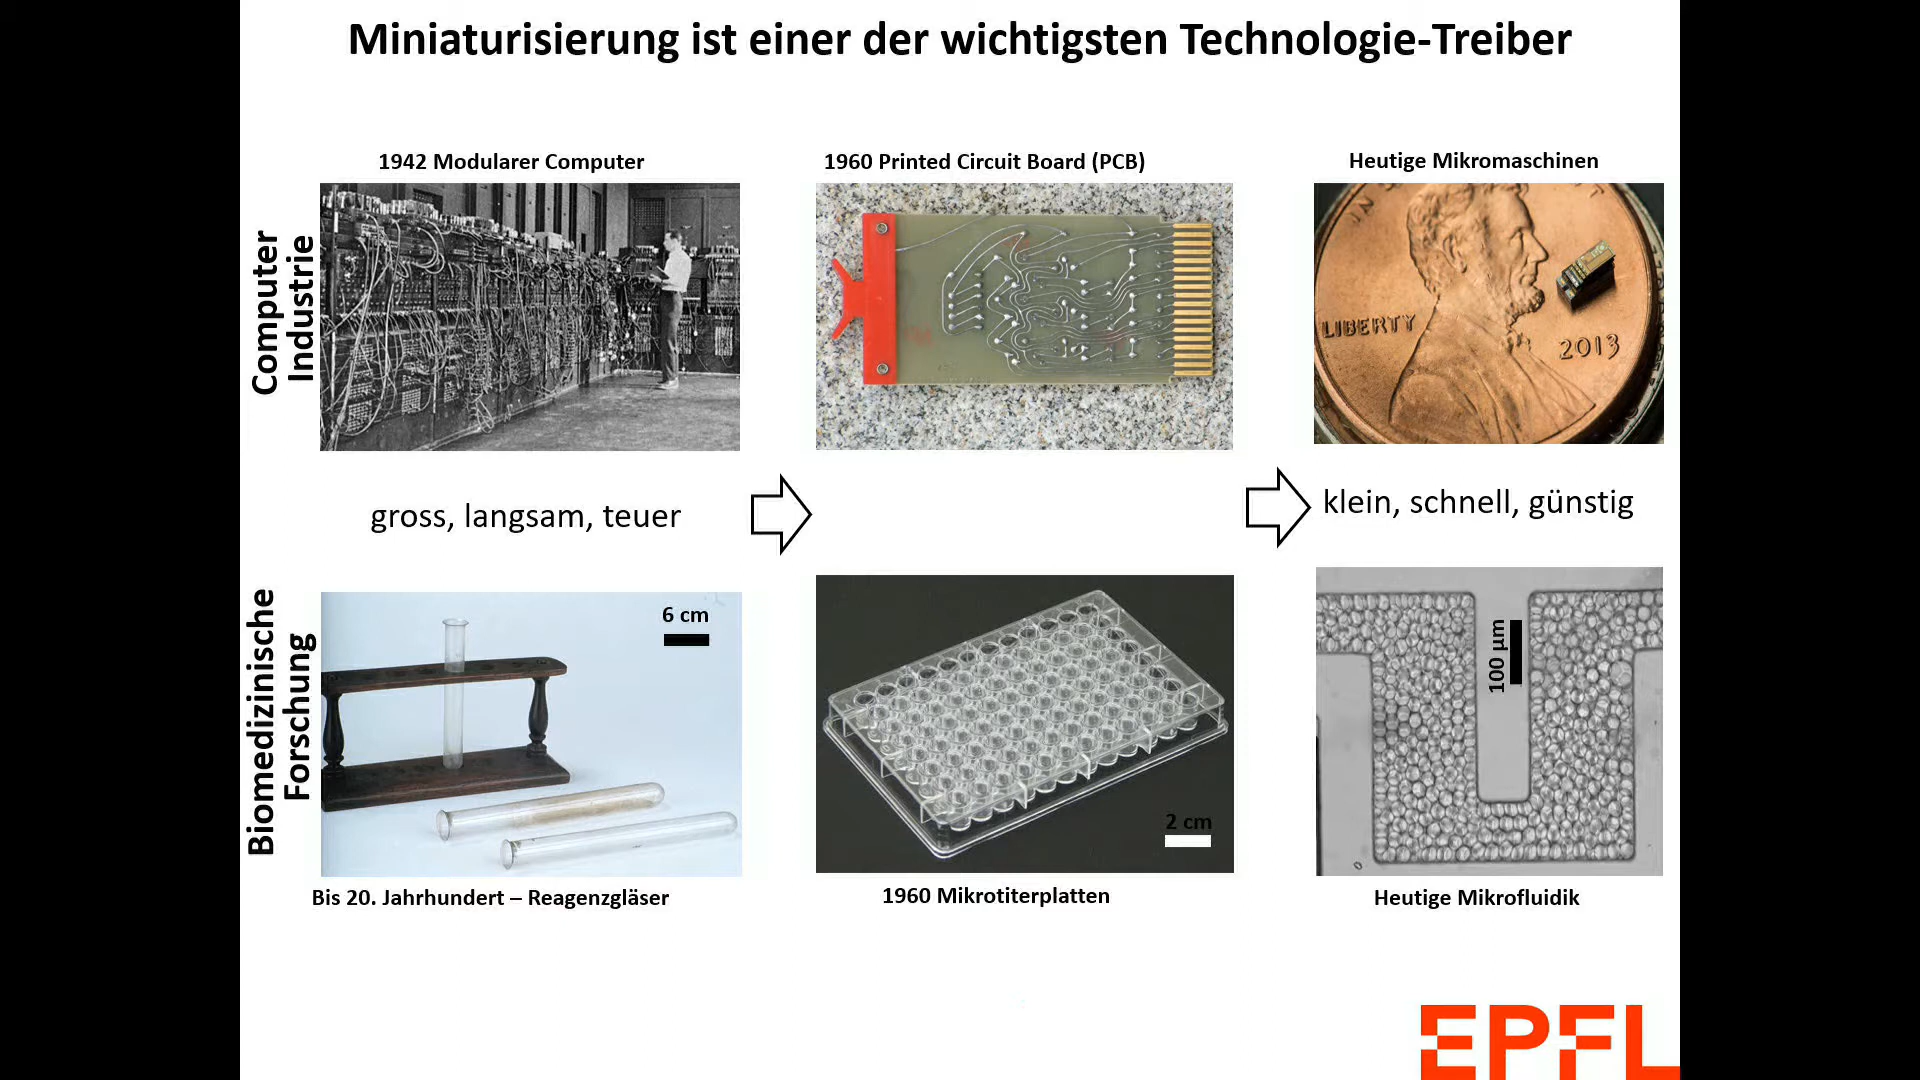 Miniaturisierung ist einer der wichtigsten Technologie-Treiber
1942 Modularer Computer
1960 Printed Circuit Board (PCB)
Heutige Mikromaschinen
Computer
Industrie
IN
T
LIBERTY
2013
gross, langsam, teuer
klein, schnell, günstig
Biomedizinische
Forschung
6 cm
2 cm
100 µm
Bis 20. Jahrhundert – Reagenzgläser
1960 Mikrotiterplatten
Heutige Mikrofluidik
EPFL